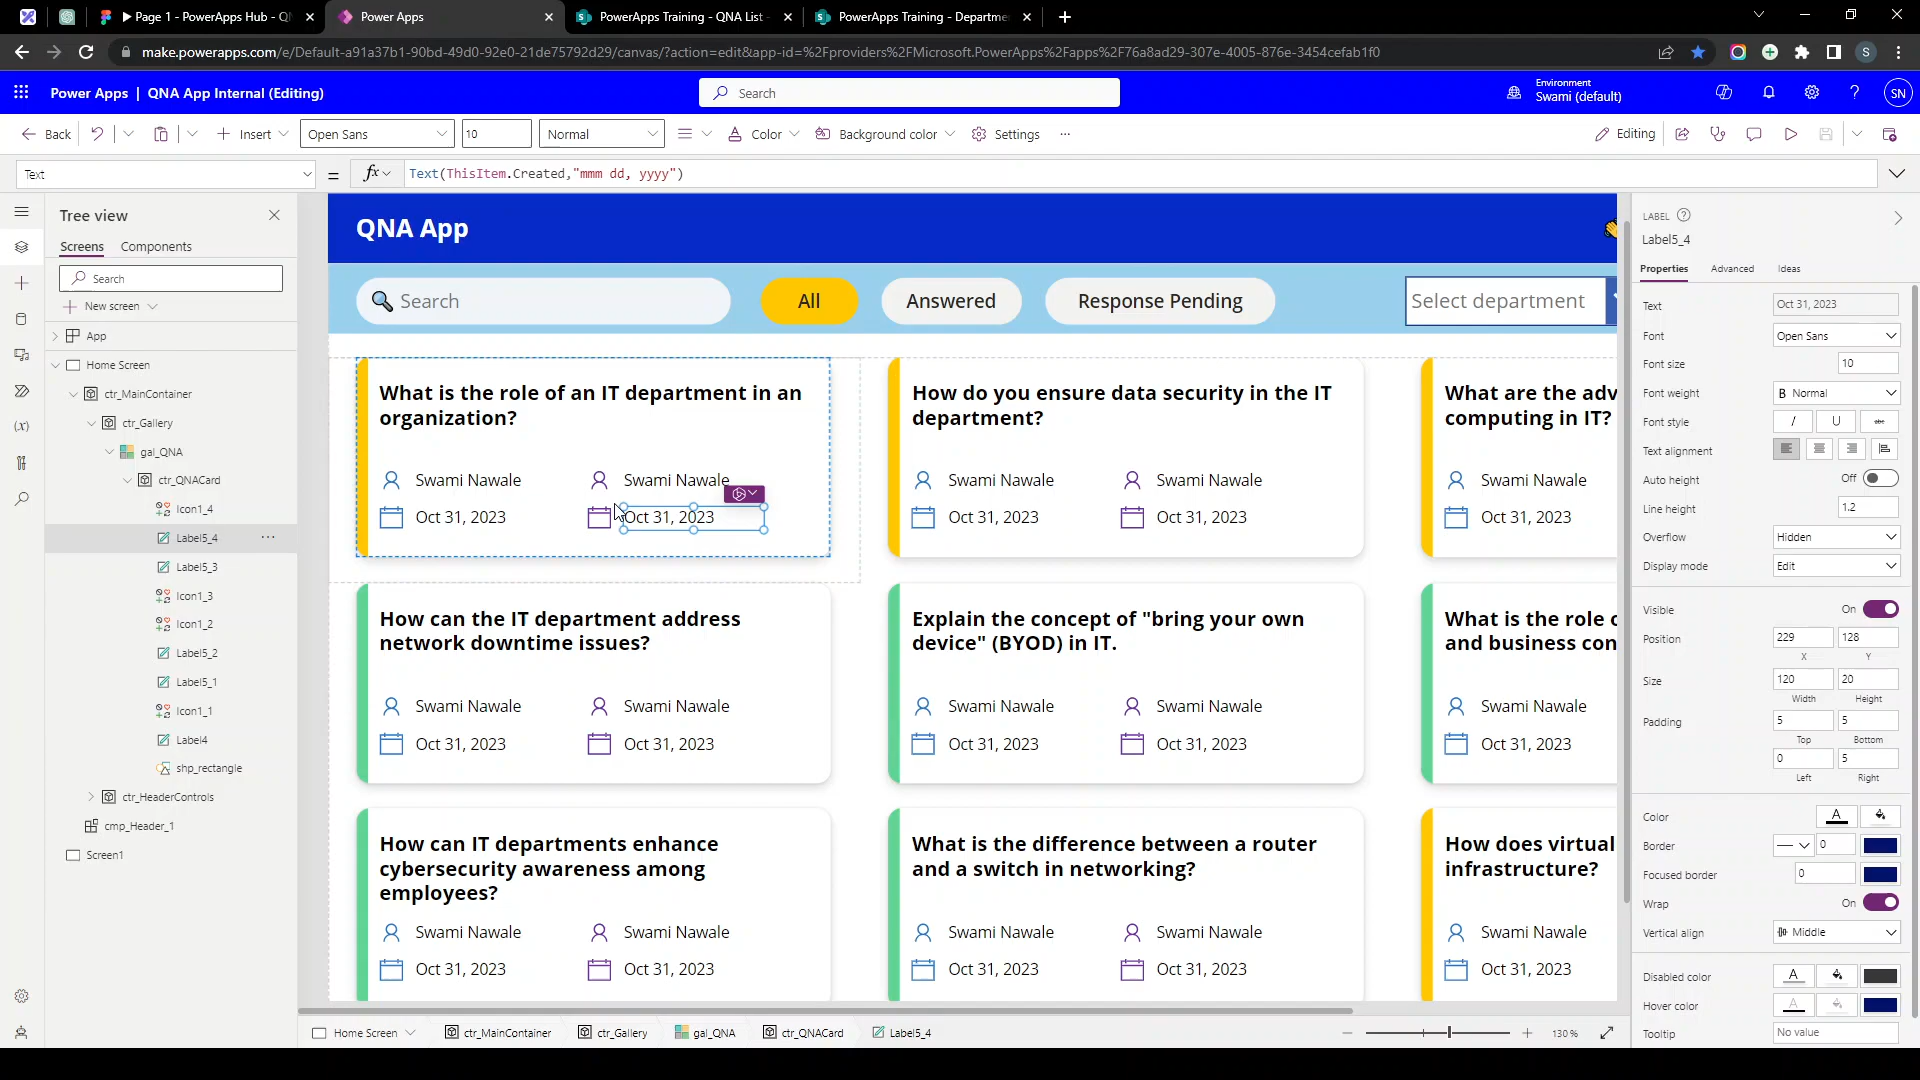 Page 1 - PowerApps Hub - QN
Power Apps
PowerApps Training - QNA List -
PowerApps Training - Departme
make.powerapps.com/e/Default-a91a37b1-90bd-49d0-92e0-21de75792d29/canvas/?action=edit&app-id=%2Fproviders%2FMicrosoft.PowerApps%2Fapps%2F76a8ad29-307e-4005-876e-3454cefab1f0
S
Power Apps | QNA App Internal (Editing)
Search
Environment
Swami (default)
SN
Back
Insert
Open Sans
10
Normal
Color
Background color
Settings
Editing
Text
=
fx
Text(ThisItem.Created,"mmm dd, yyyy")
Tree view
Screens
Components
Search
New screen
App
Home Screen
ctr_MainContainer
ctr_Gallery
gal_QNA
ctr_QNACard
Icon1_4
Label5_4
Label5_3
Icon1_3
Icon1_2
Label5_2
Label5_1
Icon1_1
Label4
shp_rectangle
ctr_HeaderControls
cmp_Header_1
Screen1
QNA App
Search
All
Answered
Response Pending
Select department
What is the role of an IT department in an
organization?
Swami Nawale
Swami Nawale
Oct 31, 2023
Oct 31, 2023
How do you ensure data security in the IT
department?
Swami Nawale
Swami Nawale
Oct 31, 2023
Oct 31, 2023
What are the adv
computing in IT?
Swami Nawale
Oct 31, 2023
How can the IT department address
network downtime issues?
Swami Nawale
Swami Nawale
Oct 31, 2023
Oct 31, 2023
Explain the concept of "bring your own
device" (BYOD) in IT.
Swami Nawale
Swami Nawale
Oct 31, 2023
Oct 31, 2023
What is the role o
and business con
Swami Nawale
Oct 31, 2023
How can IT departments enhance
cybersecurity awareness among
employees?
Swami Nawale
Swami Nawale
Oct 31, 2023
Oct 31, 2023
What is the difference between a router
and a switch in networking?
Swami Nawale
Swami Nawale
Oct 31, 2023
Oct 31, 2023
How does virtual
infrastructure?
Swami Nawale
Oct 31, 2023
Home Screen
ctr_MainContainer
ctr_Gallery
gal_QNA
ctr_QNACard
Label5_4
130 %
LABEL
Label5_4
Properties
Advanced
Ideas
Text
Oct 31, 2023
Font
Open Sans
Font size
10
Font weight
B Normal
Font style
/ U abc
Text alignment
Auto height
Off
Line height
1.2
Overflow
Hidden
Display mode
Edit
Visible
On
Position
229
128
X
Y
Size
120
20
Width
Height
Padding
5
5
Top
Bottom
0
5
Left
Right
Color
A
Border
0
Focused border
0
Wrap
On
Vertical align
Middle
Disabled color
A
Hover color
A
Tooltip
No value